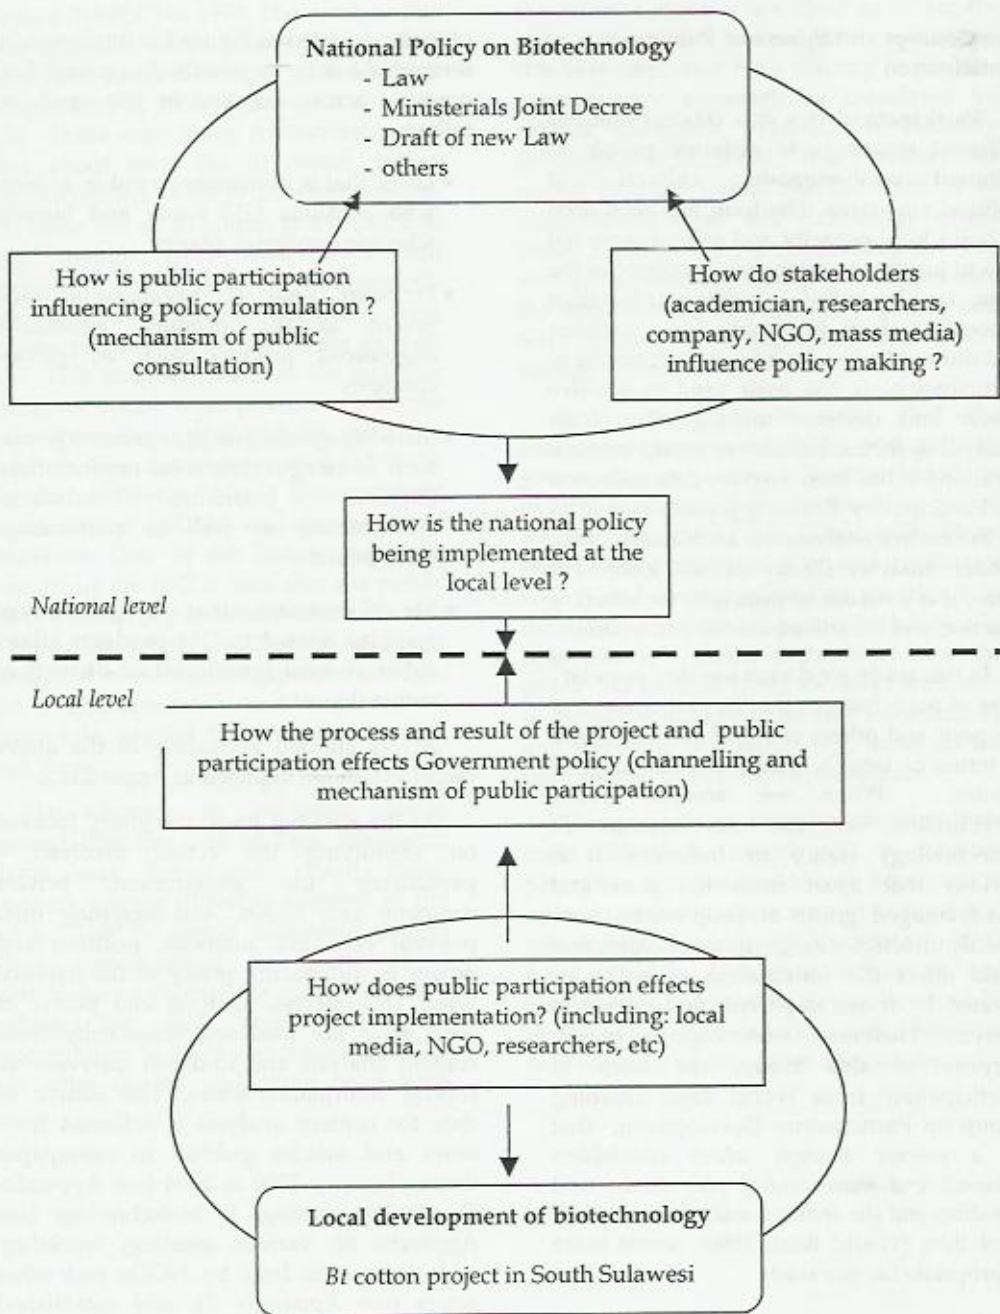 National Policy on Biotechnology
- Law
- Ministerials Joint Decree
- Draft of new Law
- others
How is public participation
influencing policy formulation ?
(mechanism of public
consultation)
How do stakeholders
(academician, researchers,
company, NGO, mass media)
influence policy making ?
How is the national policy
being implemented at the
local level ?
National level
Local level
How the process and result of the project and public
participation effects Government policy (channelling and
mechanism of public participation)
How does public participation effects
project implementation? (including: local
media, NGO, researchers, etc)
Local development of biotechnology
Bt cotton project in South Sulawesi